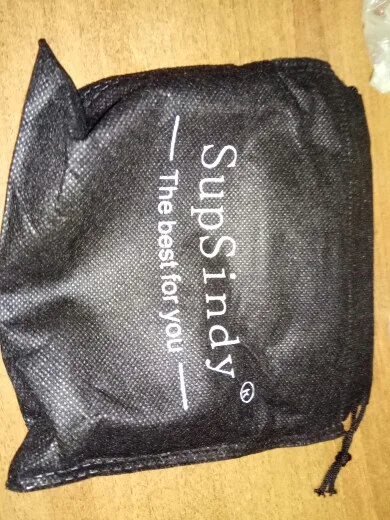 SupSindy®
— The best for you —